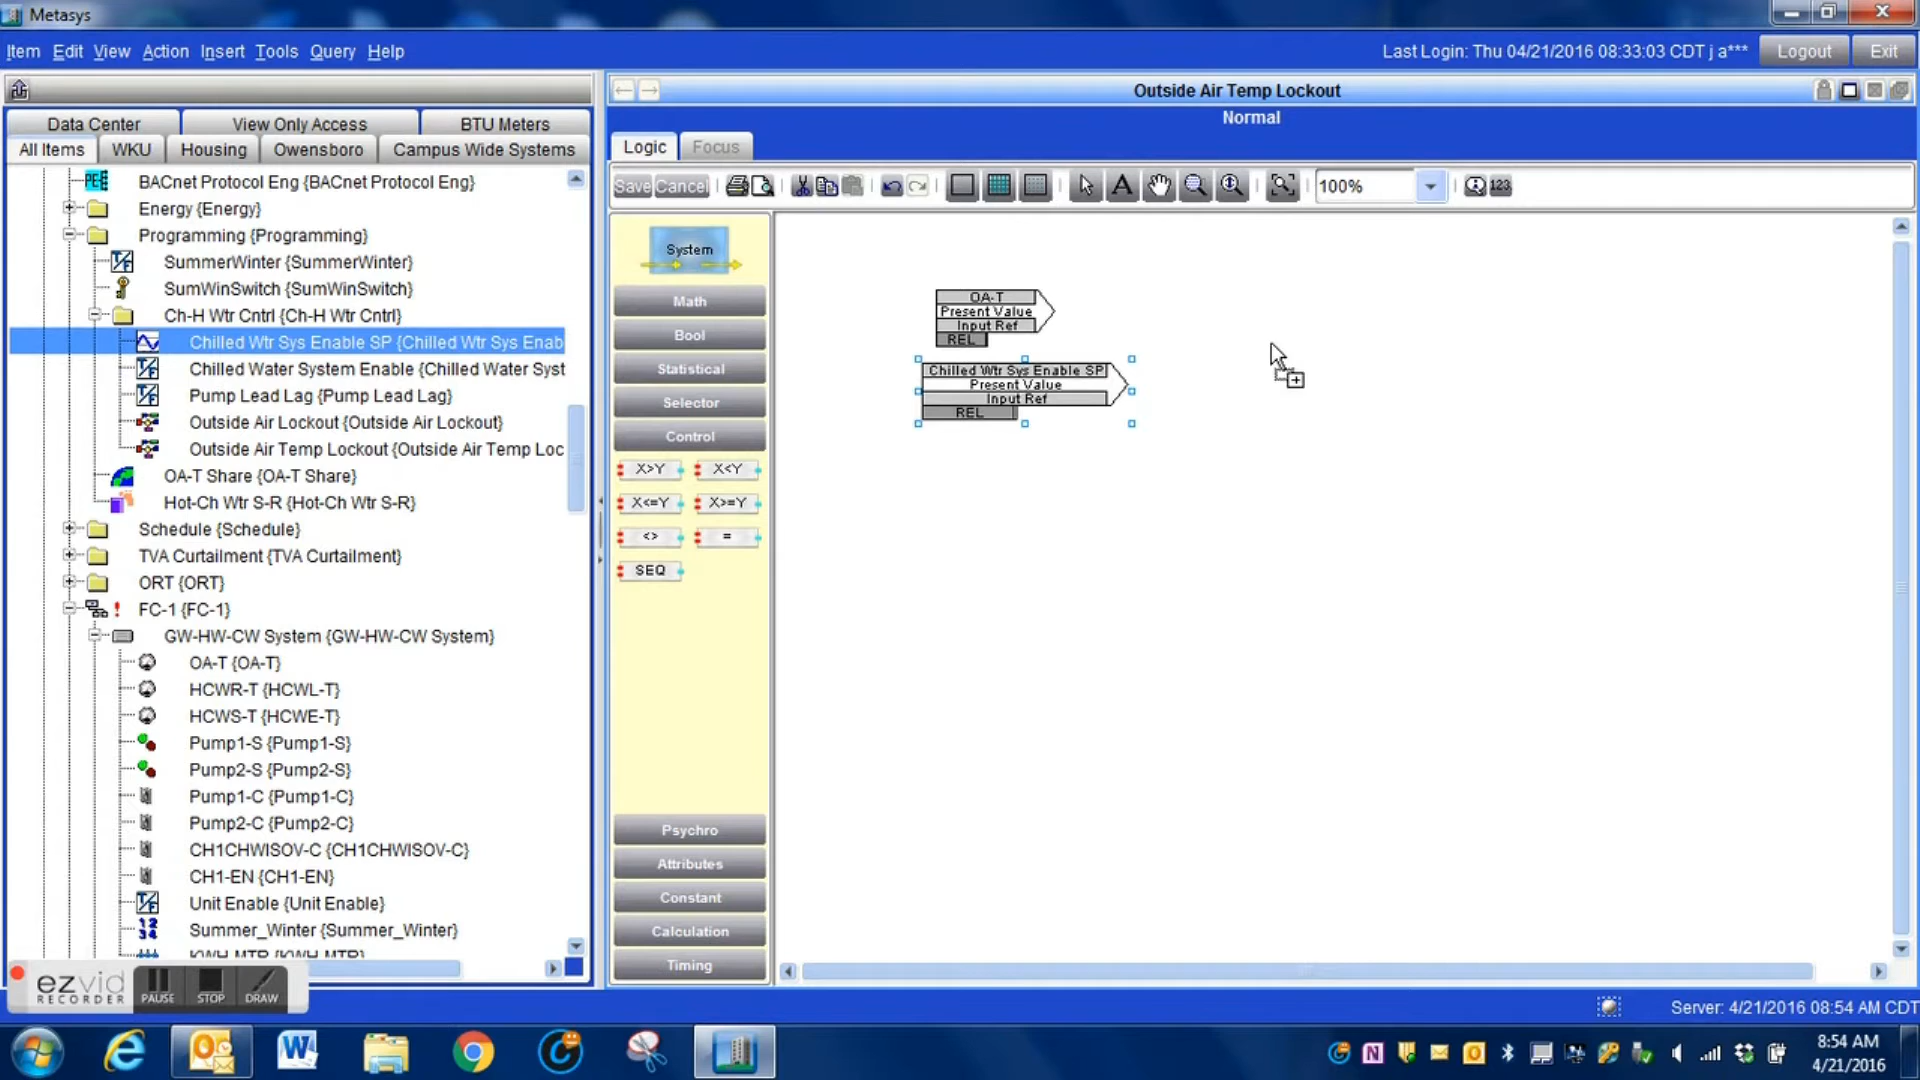 Metasys
Item Edit View Action Insert Tools Query Help
Last Login: Thu 04/21/2016 08:33:03 CDT j a***
Logout
Exit
Data Center
View Only Access
BTU Meters
All Items
WKU
Housing
Owensboro
Campus Wide Systems
BACnet Protocol Eng {BACnet Protocol Eng}
Energy {Energy}
Programming {Programming}
SummerWinter {SummerWinter}
SumWinSwitch {SumWinSwitch}
Ch-H Wtr Cntrl {Ch-H Wtr Cntrl}
Chilled Wtr Sys Enable SP {Chilled Wtr Sys Enab
Chilled Water System Enable {Chilled Water Syst
Pump Lead Lag {Pump Lead Lag}
Outside Air Lockout {Outside Air Lockout}
Outside Air Temp Lockout {Outside Air Temp Loc
OA-T Share {OA-T Share}
Hot-Ch Wtr S-R {Hot-Ch Wtr S-R}
Schedule {Schedule}
TVA Curtailment {TVA Curtailment}
ORT {ORT}
FC-1 {FC-1}
GW-HW-CW System {GW-HW-CW System}
OA-T {OA-T}
HCWR-T {HCWL-T}
HCWS-T {HCWE-T}
Pump1-S {Pump1-S}
Pump2-S {Pump2-S}
Pump1-C {Pump1-C}
Pump2-C {Pump2-C}
CH1CHWISOV-C {CH1CHWISOV-C}
CH1-EN {CH1-EN}
Unit Enable {Unit Enable}
Summer_Winter {Summer_Winter}
KWH-MTR {KWH-MTR}
Outside Air Temp Lockout
Normal
Logic
Focus
Save Cancel
A
100%
123
System
Math
Bool
Statistical
Selector
Control
X>Y
X<Y
X<=Y
X>=Y
<>
=
SEQ
Psychro
Attributes
Constant
Calculation
Timing
OA-T
Present Value
Input Ref
REL
Chilled Wtr Sys Enable SP
Present Value
Input Ref
REL
ezvid
RECORDER
PAUSE
STOP
DRAW
Server: 4/21/2016 08:54 AM CDT
8:54 AM
4/21/2016